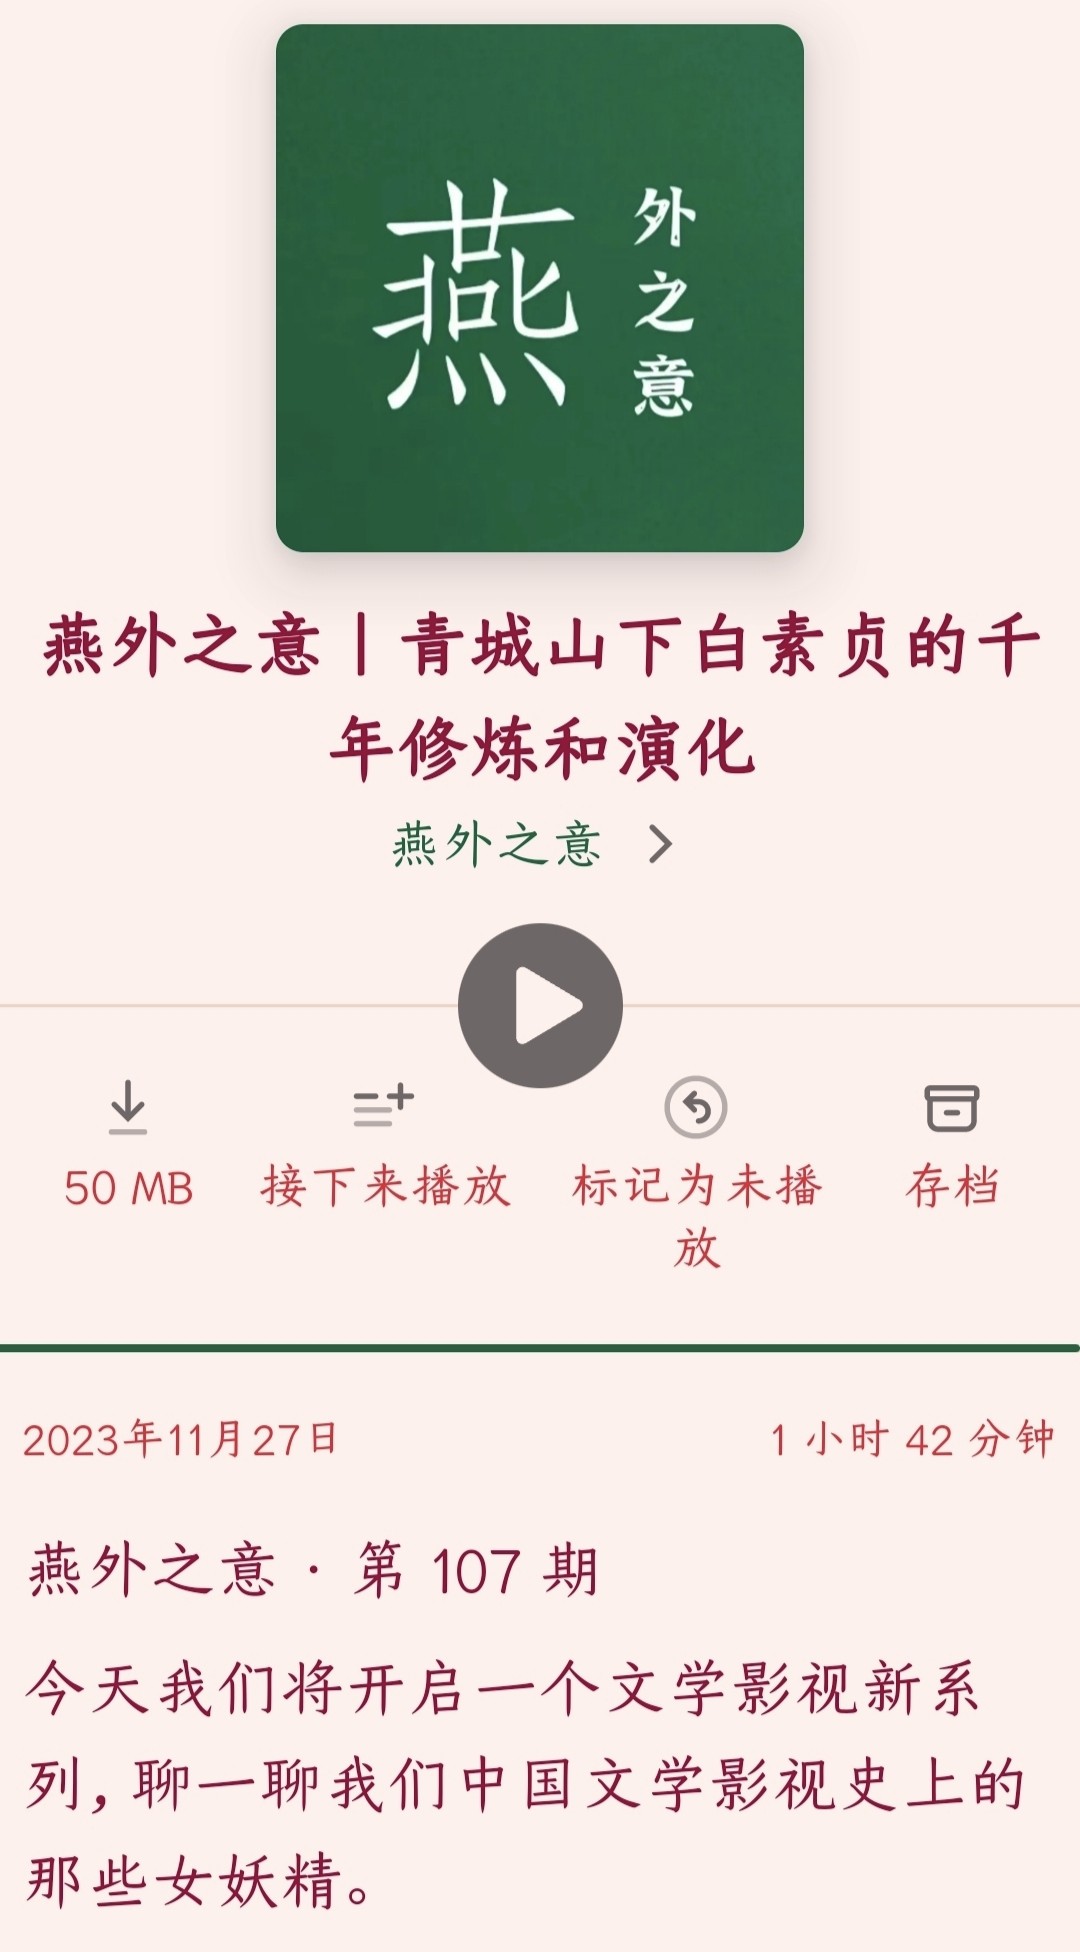 燕
外之意
燕外之意 | 青城山下白素贞的千
年修炼和演化
燕外之意
50 MB
接下来播放
标记为未播
放
存档
2023年11月27日
1 小时 42 分钟
燕外之意 · 第 107 期
今天我们将开启一个文学影视新系
列,聊一聊我们中国文学影视史上的
那些女妖精。